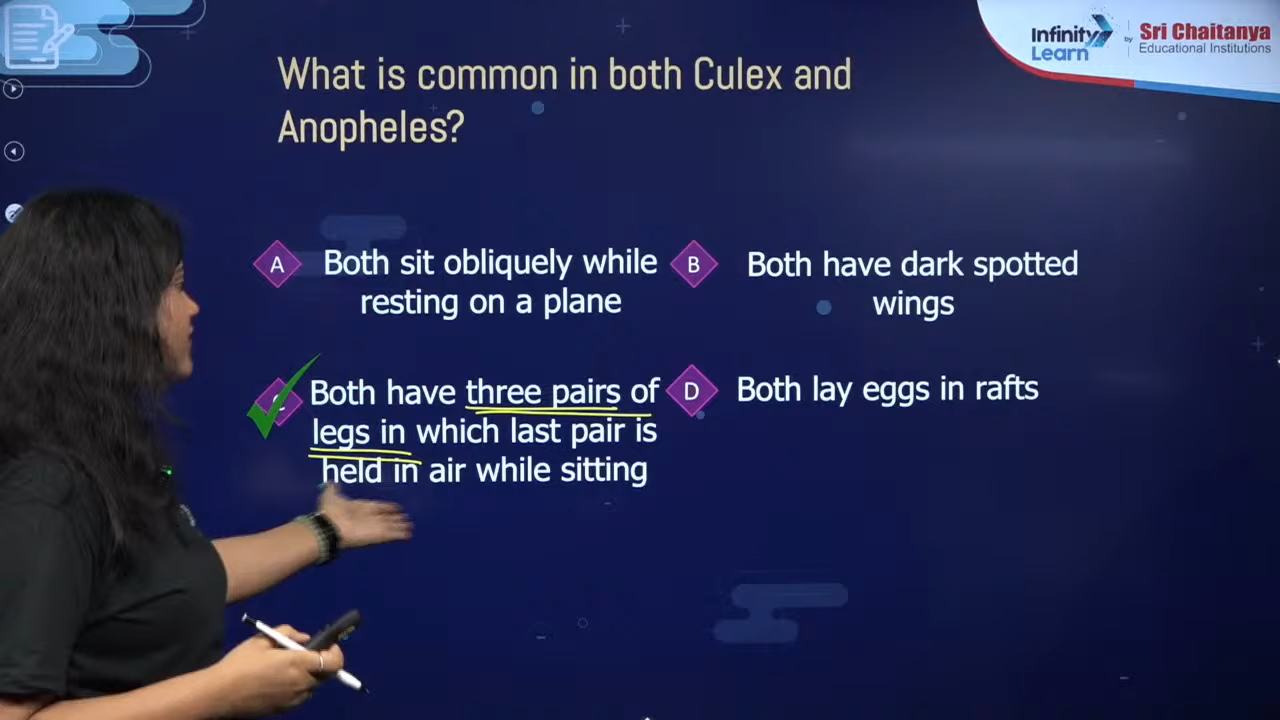 Infinity Learn by Sri Chaitanya Educational Institutions
What is common in both Culex and
Anopheles?
A Both sit obliquely while
resting on a plane
B Both have dark spotted
wings
C Both have three pairs of
legs in which last pair is
held in air while sitting
D Both lay eggs in rafts